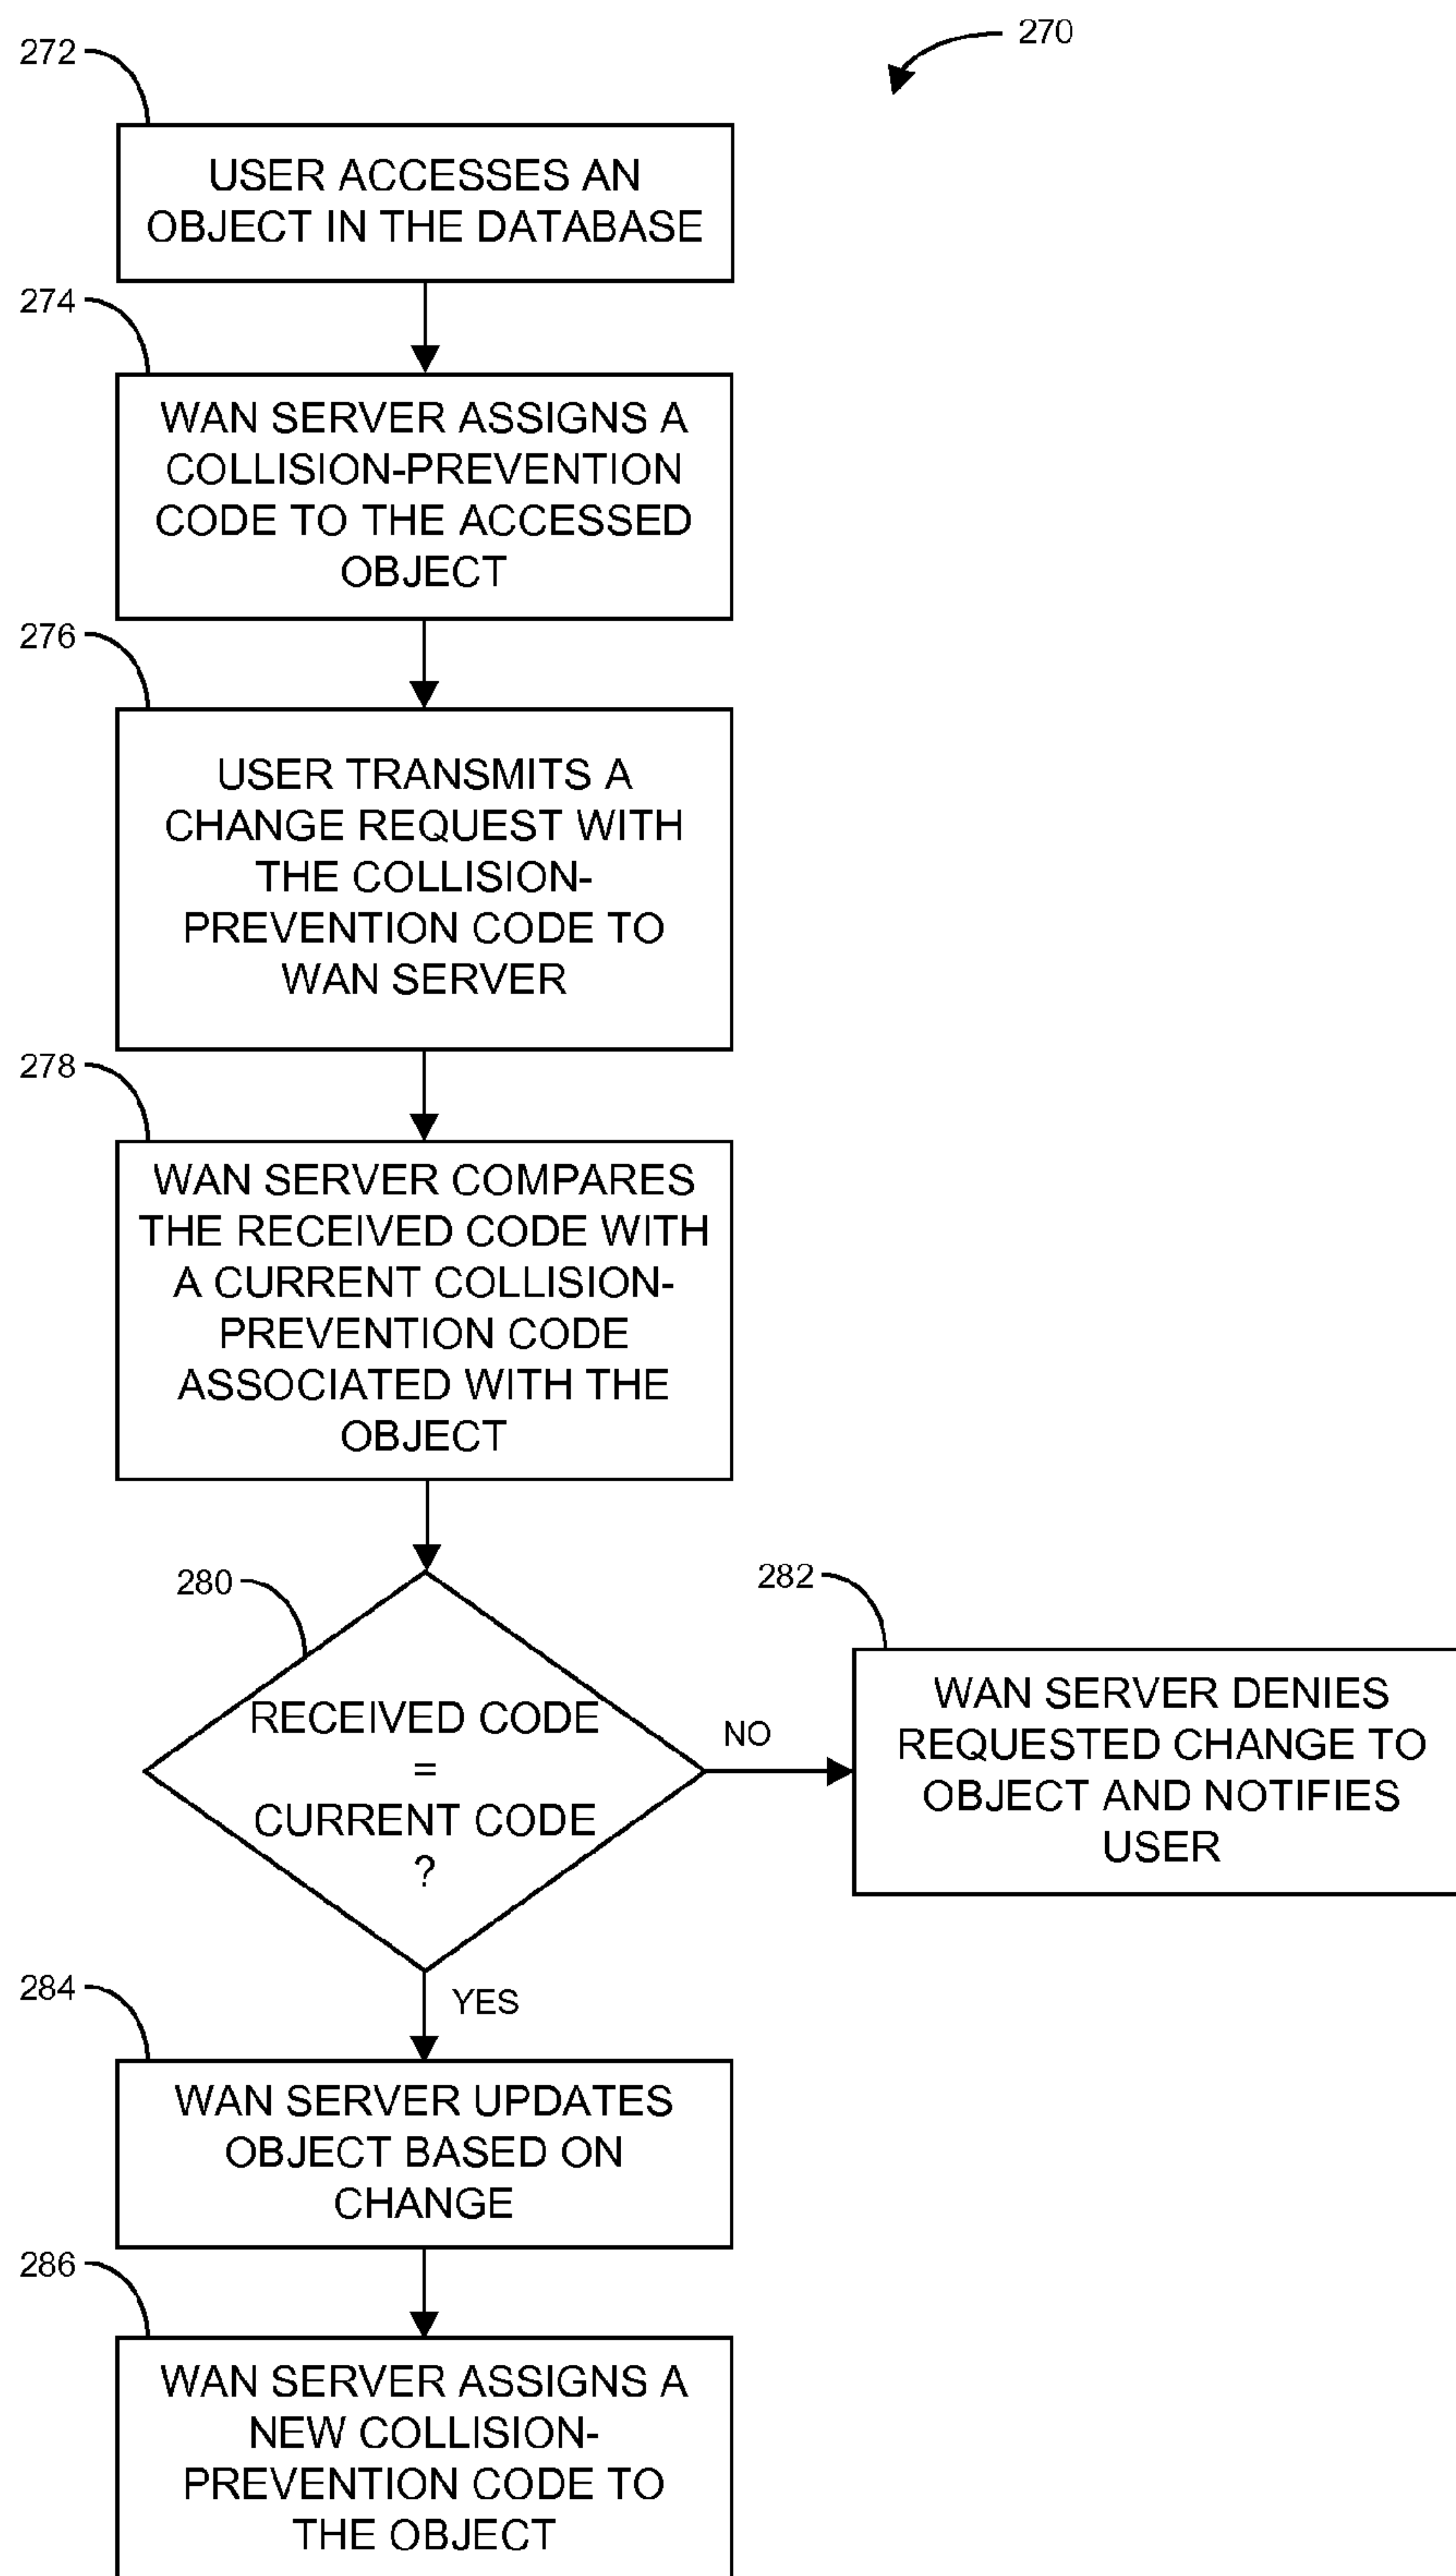 270
272
USER ACCESSES AN
OBJECT IN THE DATABASE
274
WAN SERVER ASSIGNS A
COLLISION-PREVENTION
CODE TO THE ACCESSED
OBJECT
276
USER TRANSMITS A
CHANGE REQUEST WITH
THE COLLISION-
PREVENTION CODE TO
WAN SERVER
278
WAN SERVER COMPARES
THE RECEIVED CODE WITH
A CURRENT COLLISION-
PREVENTION CODE
ASSOCIATED WITH THE
OBJECT
280
RECEIVED CODE
=
CURRENT CODE
?
NO
282
WAN SERVER DENIES
REQUESTED CHANGE TO
OBJECT AND NOTIFIES
USER
YES
284
WAN SERVER UPDATES
OBJECT BASED ON
CHANGE
286
WAN SERVER ASSIGNS A
NEW COLLISION-
PREVENTION CODE TO
THE OBJECT